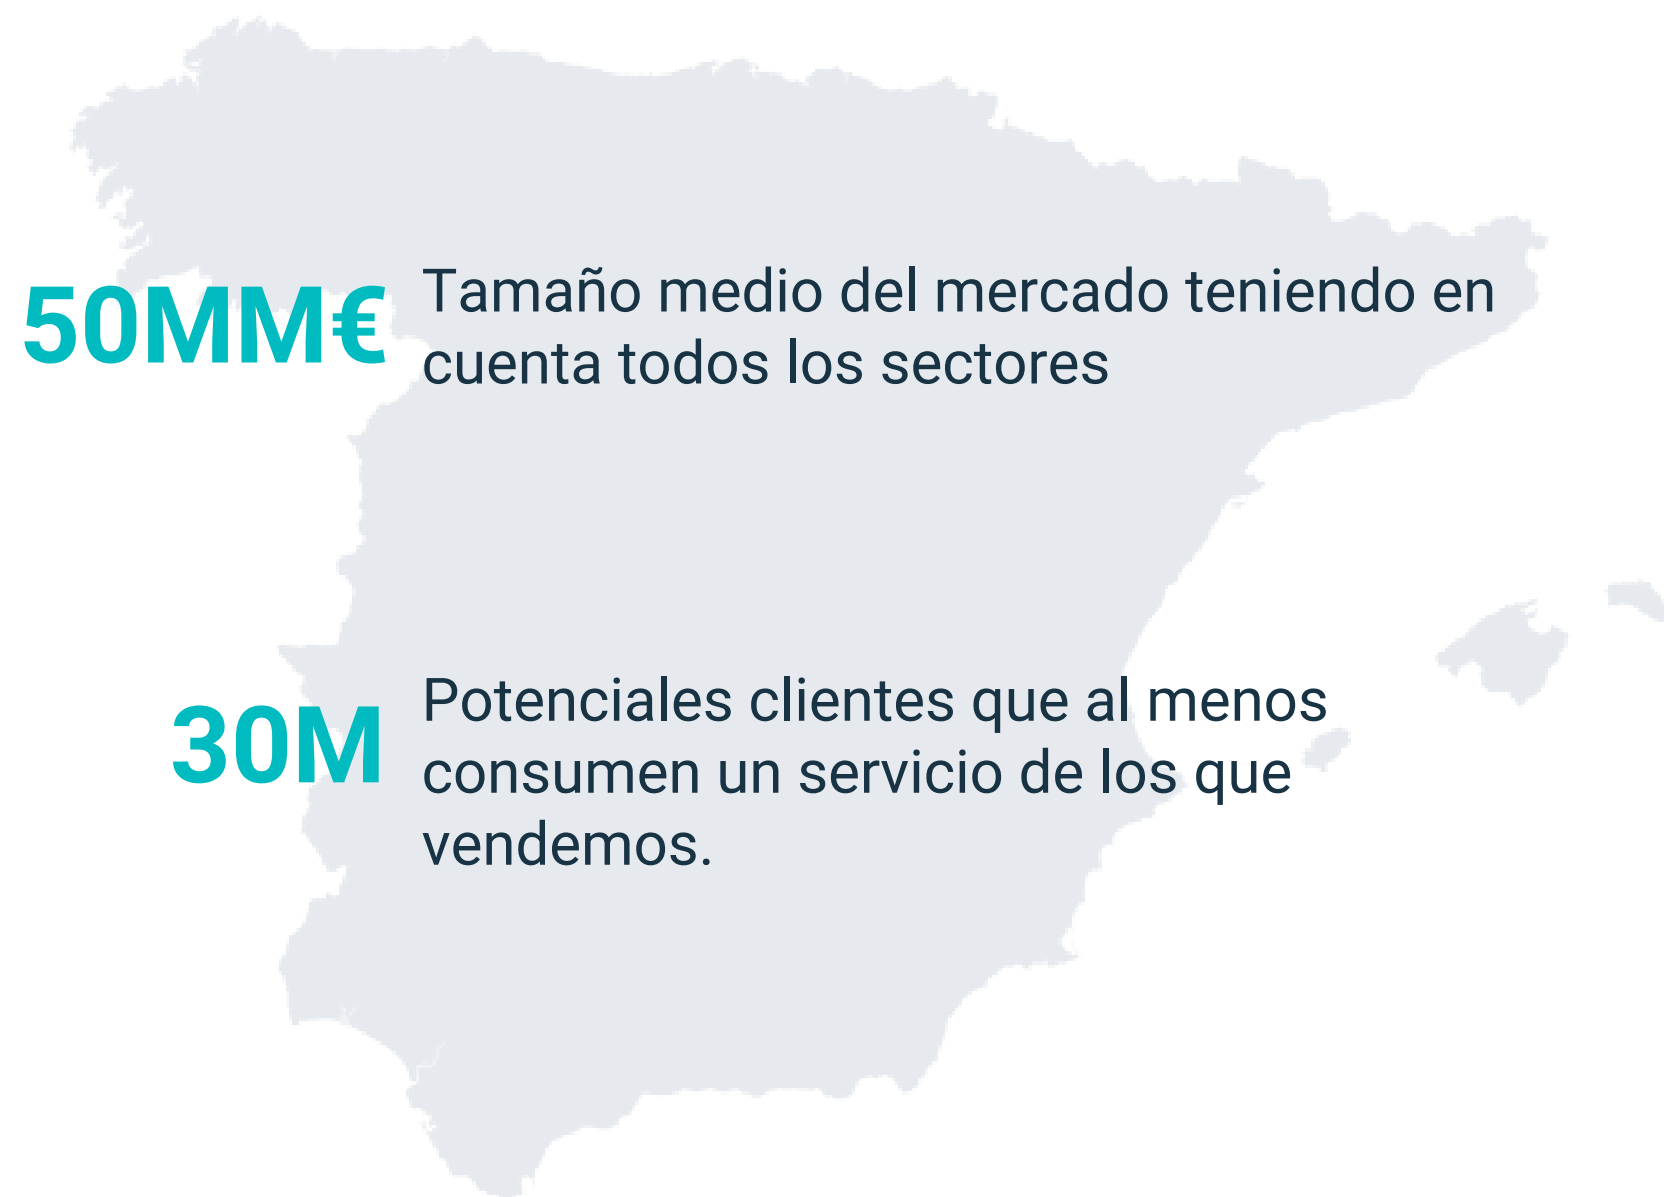 50MM€
Tamaño medio del mercado teniendo en
cuenta todos los sectores
30M
Potenciales clientes que al menos
consumen un servicio de los que
vendemos.